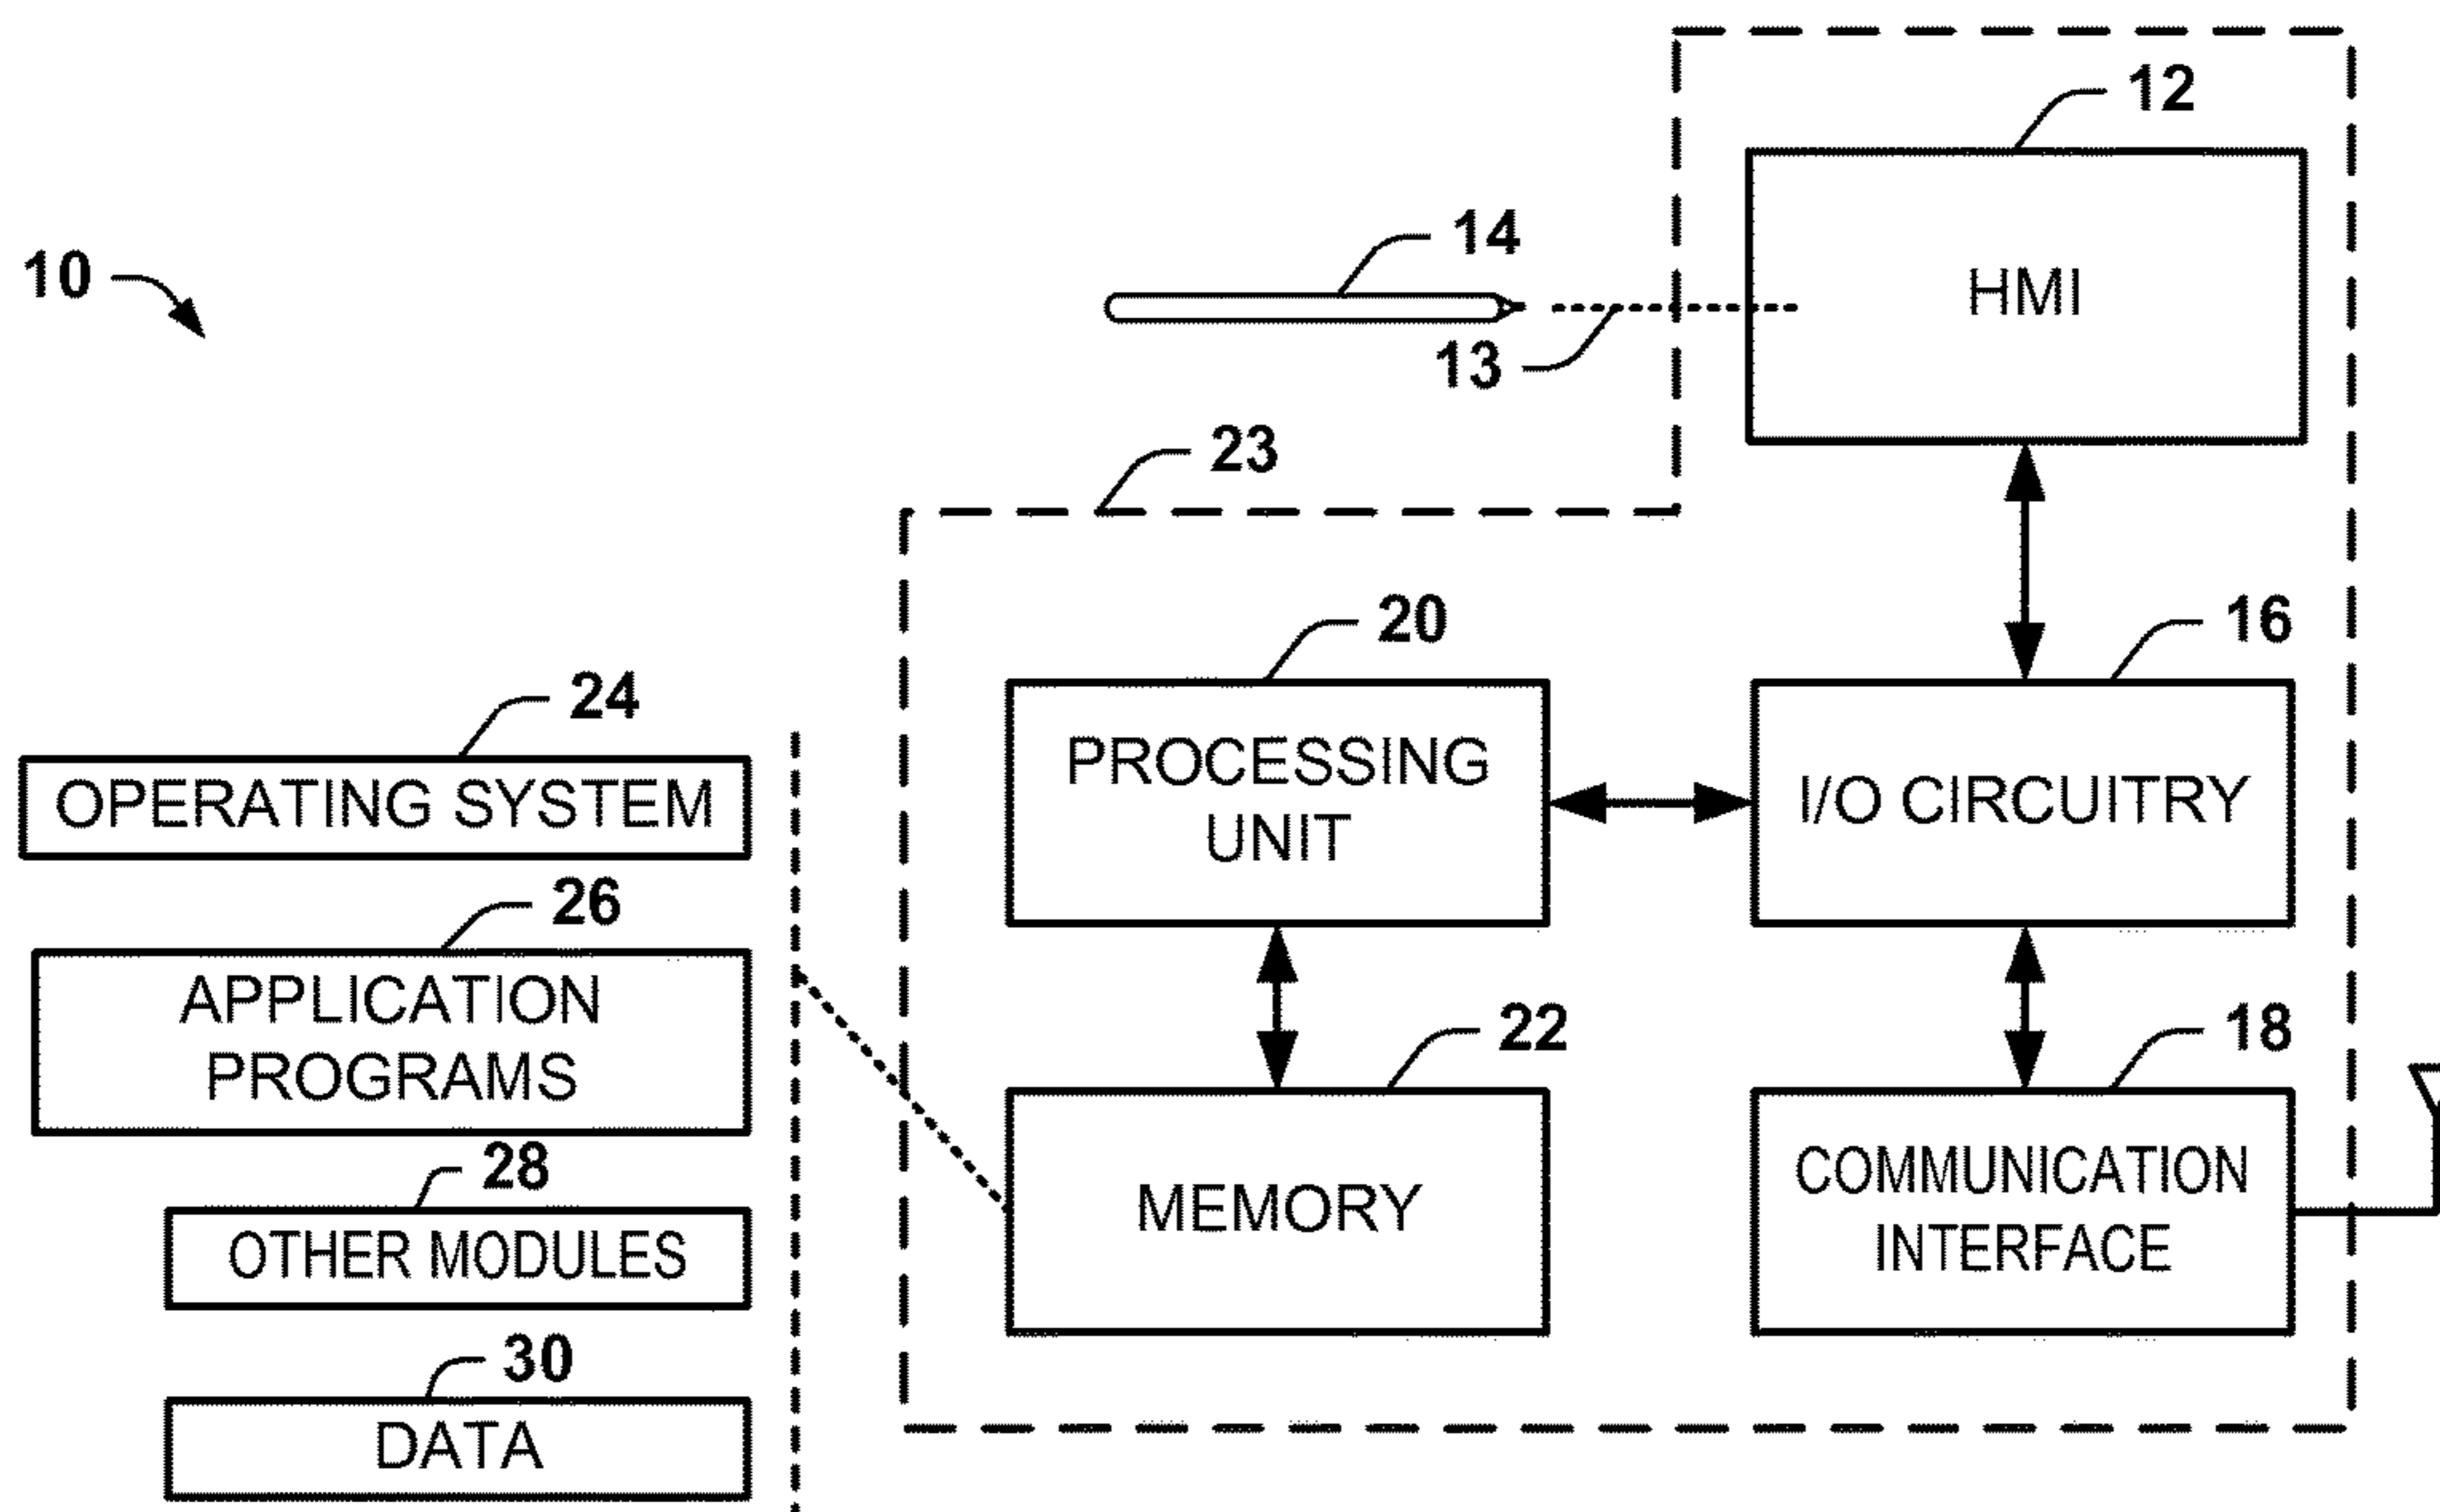 12
HMI
14
10
13
23
20
16
PROCESSING
UNIT
I/O CIRCUITRY
24
OPERATING SYSTEM
26
APPLICATION
PROGRAMS
22
18
MEMORY
COMMUNICATION
INTERFACE
28
OTHER MODULES
30
DATA